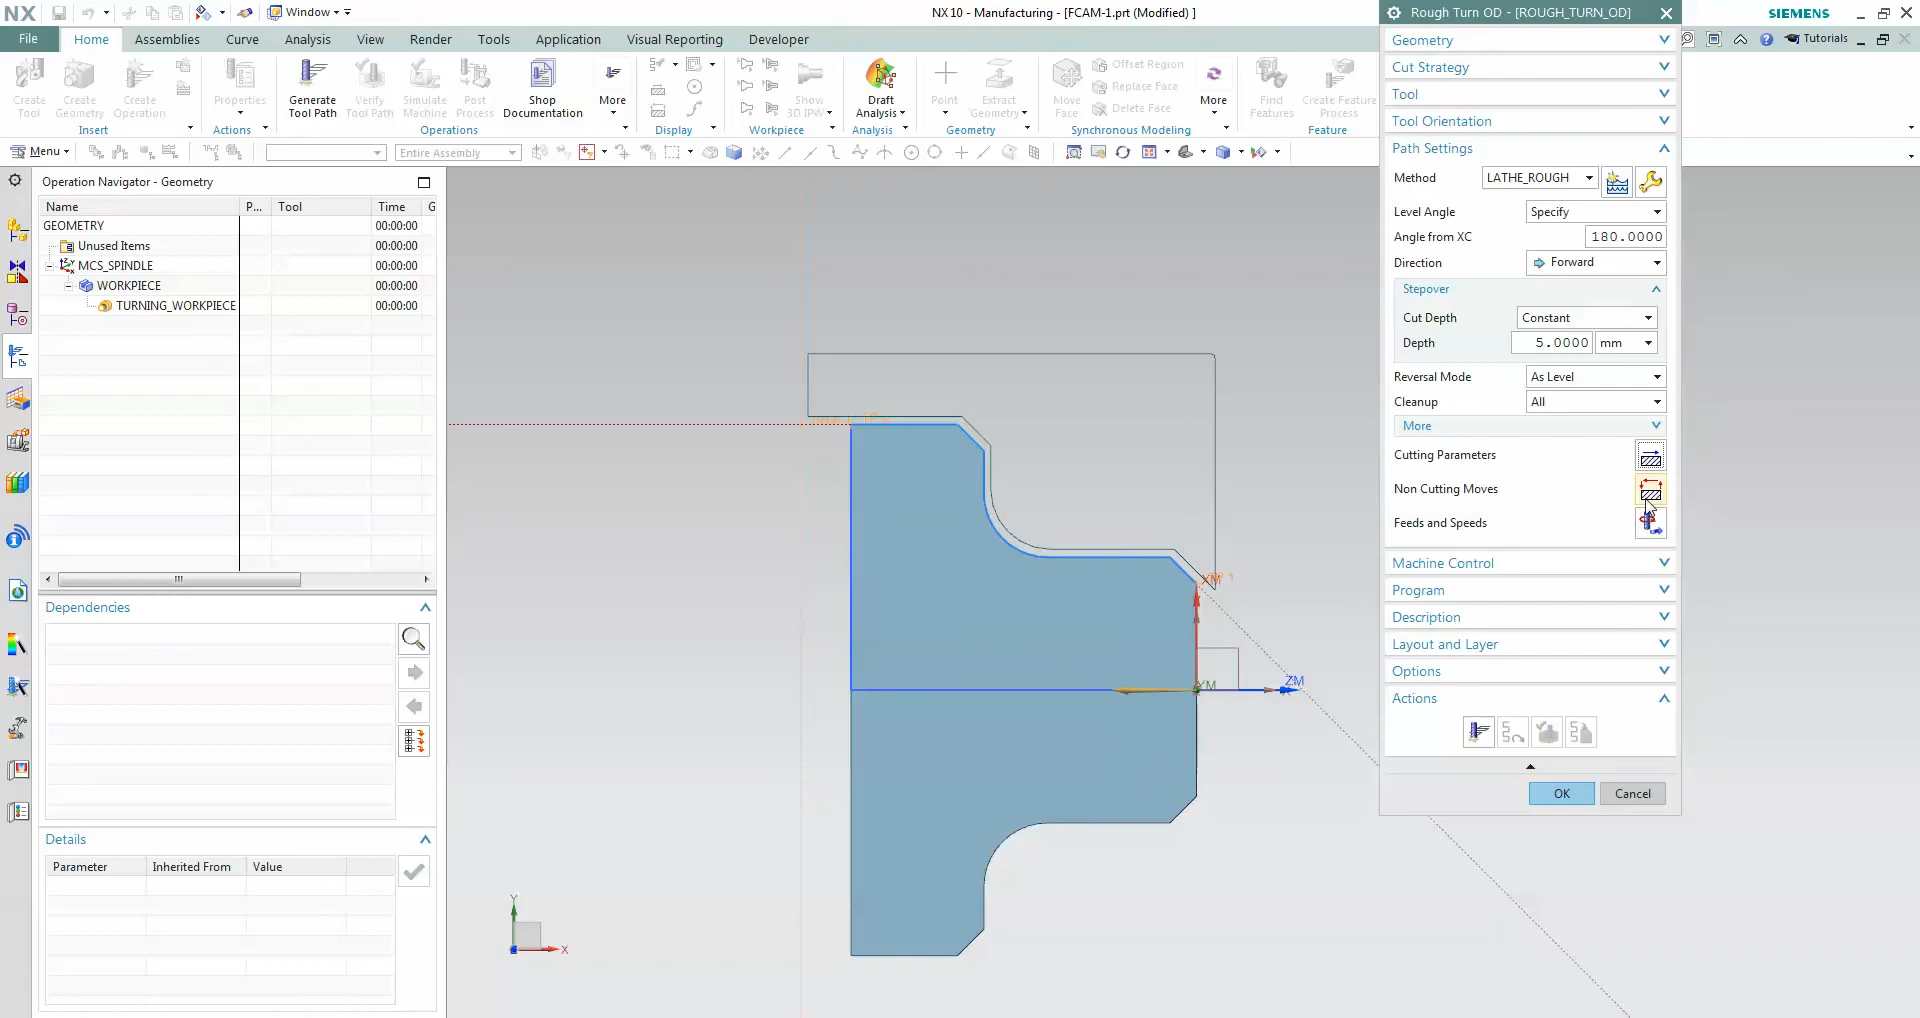 NX
Window
NX 10 - Manufacturing - [FCAM-1.prt (Modified) ]
SIEMENS
File
Home
Assemblies
Curve
Analysis
View
Render
Tools
Application
Visual Reporting
Developer
Tutorials
Create Tool
Create Geometry
Create Operation
Insert
Properties
Actions
Generate Tool Path
Verify Tool Path
Simulate Machine
Post Process
Shop Documentation
More
Operations
Display
Show 3D IPW
Workpiece
Draft Analysis
Analysis
Point
Extract Geometry
Geometry
Move Face
Offset Region
Replace Face
Delete Face
More
Synchronous Modeling
Find Features
Create Feature Process
Feature
Menu
Entire Assembly
Operation Navigator - Geometry
Name
P...
Tool
Time
G
GEOMETRY
00:00:00
Unused Items
00:00:00
MCS_SPINDLE
00:00:00
WORKPIECE
00:00:00
TURNING_WORKPIECE
00:00:00
Dependencies
Details
Parameter
Inherited From
Value
XM
YM
ZM
Y
X
Rough Turn OD - [ROUGH_TURN_OD]
Geometry
Cut Strategy
Tool
Tool Orientation
Path Settings
Method
LATHE_ROUGH
Level Angle
Specify
Angle from XC
180.0000
Direction
Forward
Stepover
Cut Depth
Constant
Depth
5.0000
mm
Reversal Mode
As Level
Cleanup
All
More
Cutting Parameters
Non Cutting Moves
Feeds and Speeds
Machine Control
Program
Description
Layout and Layer
Options
Actions
OK
Cancel